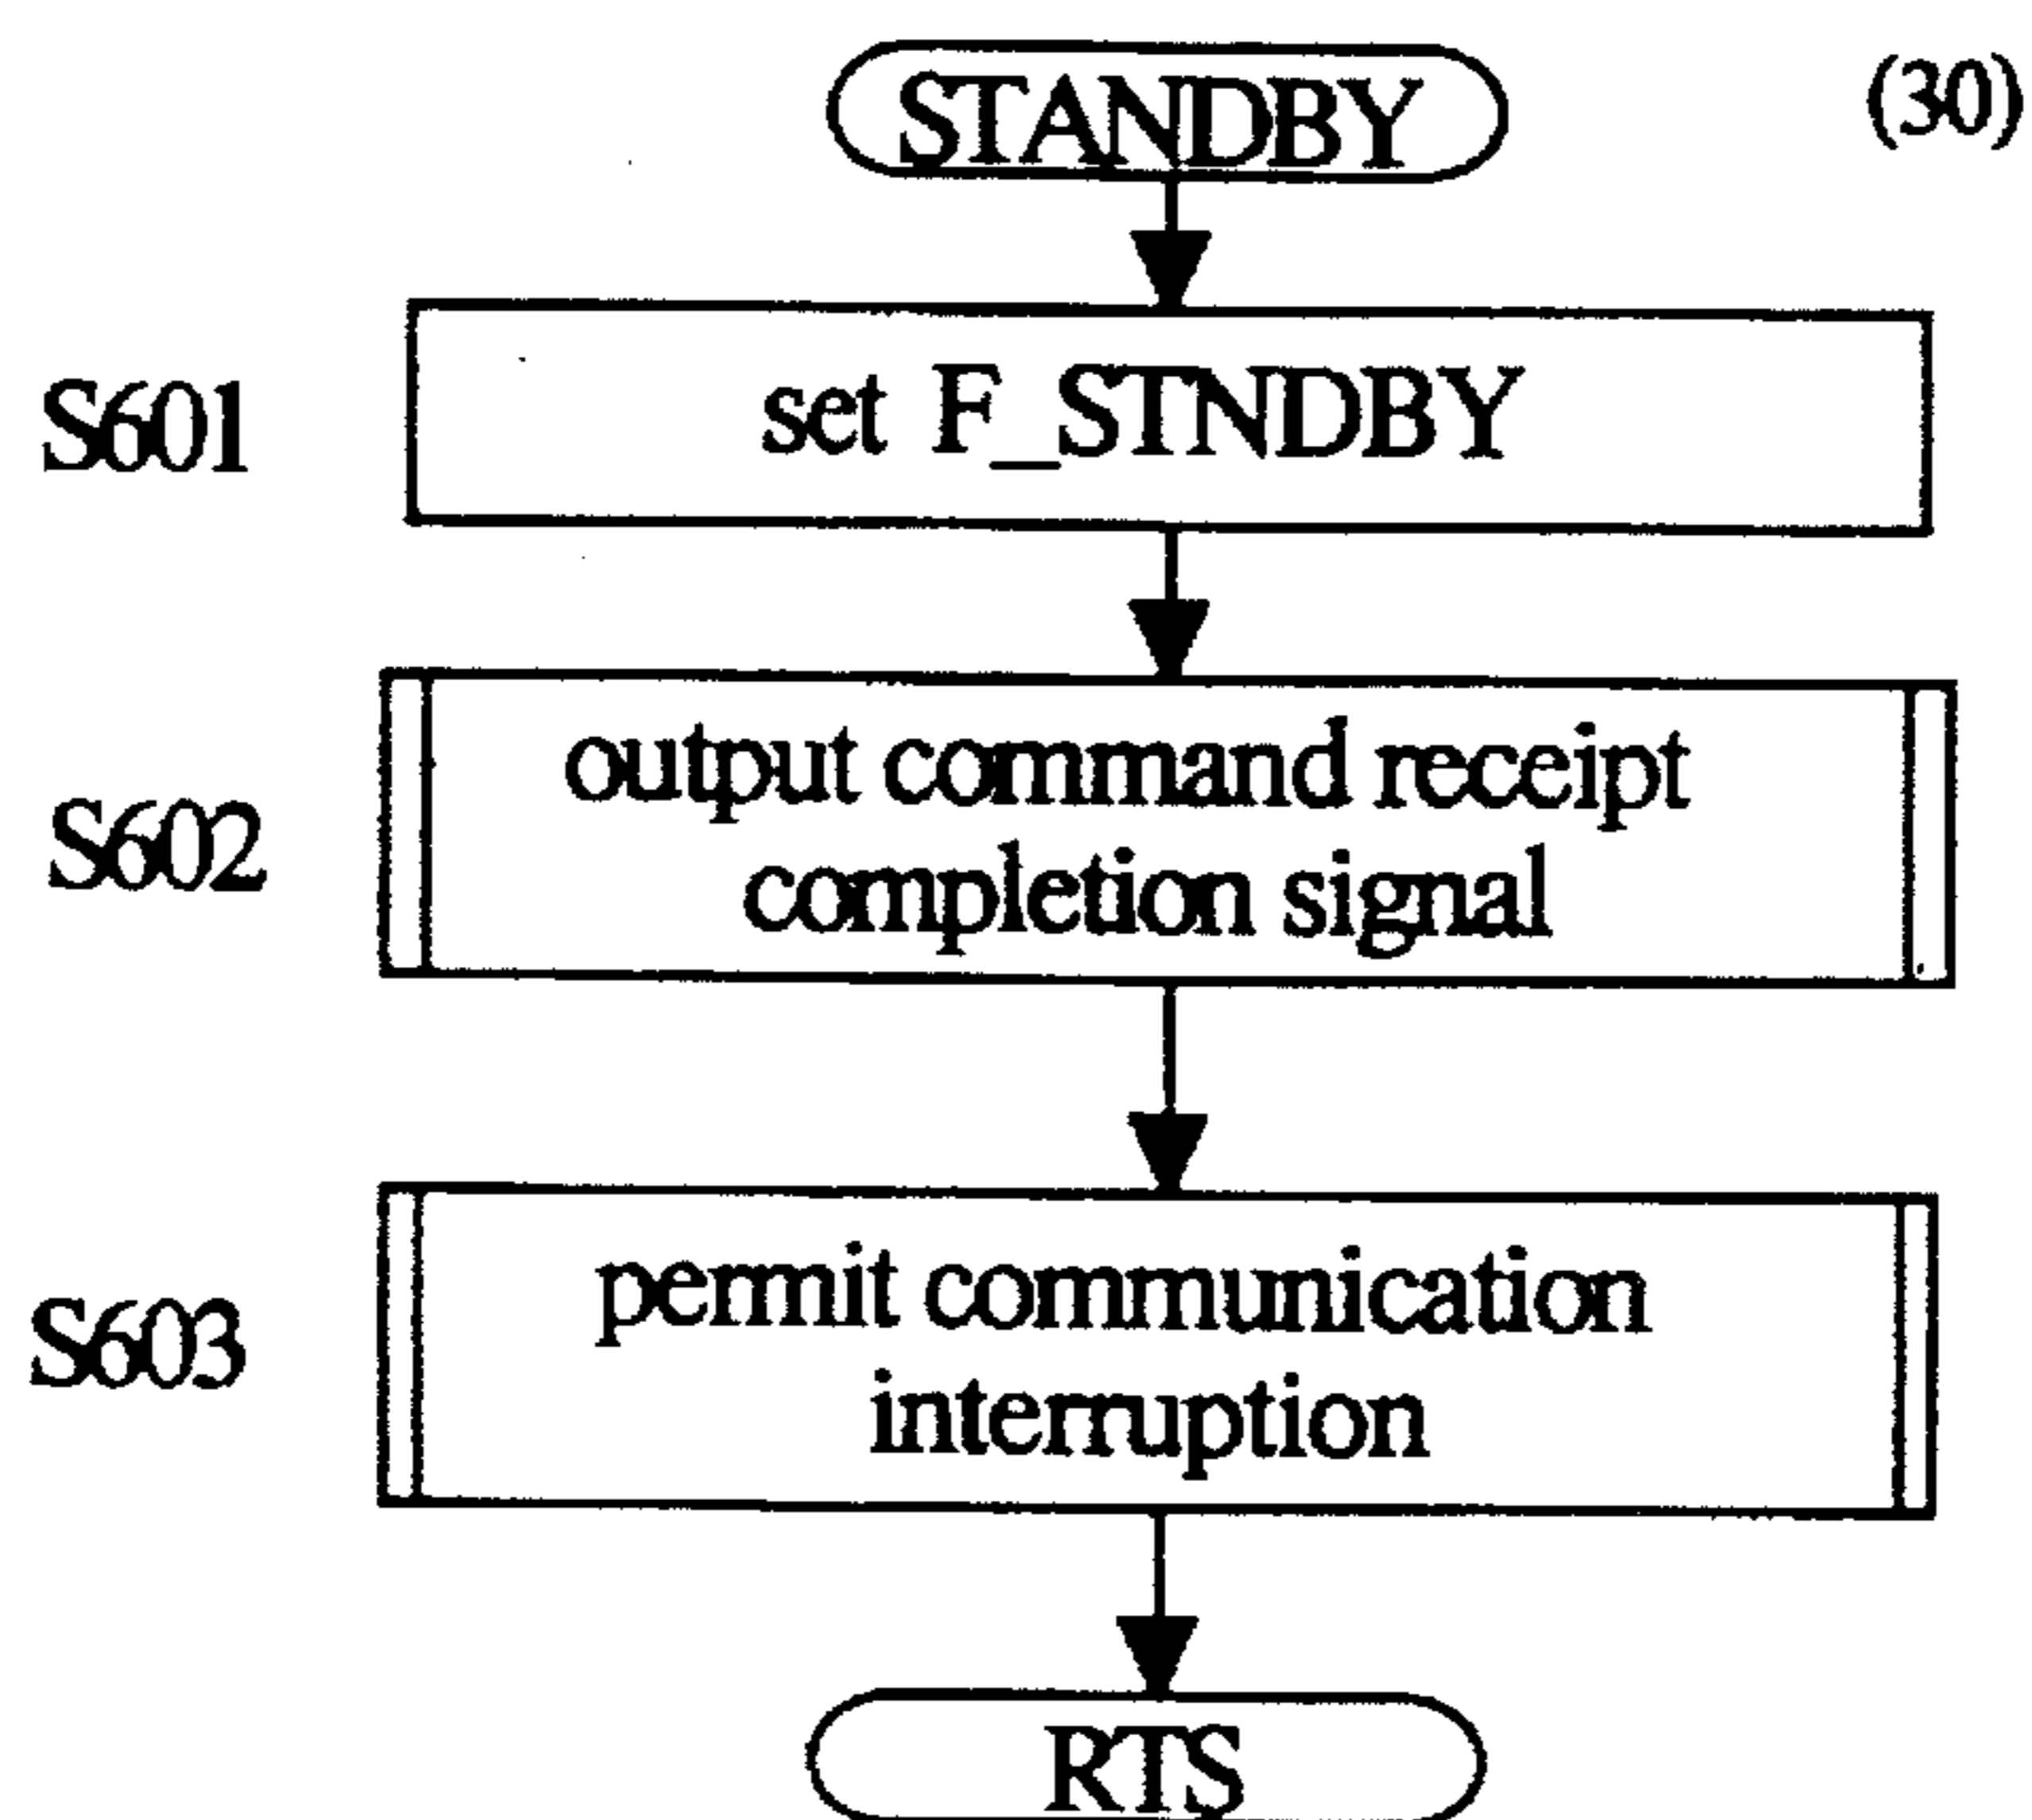 STANDBY
(30)
S601
set F_STNDBY
S602
output command receipt
completion signal
S603
permit communication
interruption
RTS